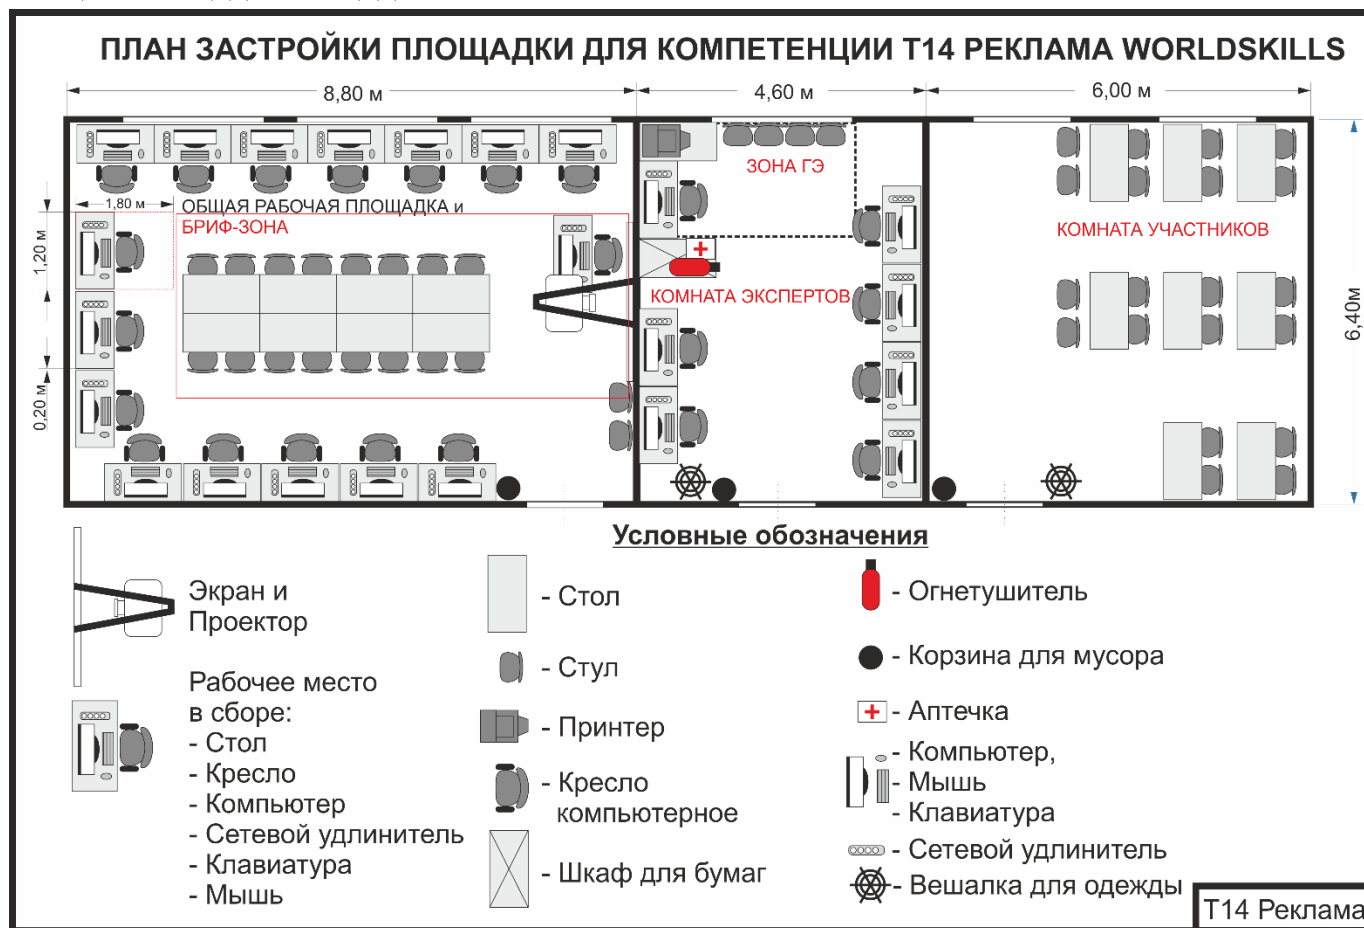 ПЛАН ЗАСТРОЙКИ ПЛОЩАДКИ ДЛЯ КОМПЕТЕНЦИИ Т14 РЕКЛАМА WORLDSKILLS
8,80 м
4,60 м
6,00 м
ЗОНА ГЭ
1,80 м
ОБЩАЯ РАБОЧАЯ ПЛОЩАДКА и
БРИФ-ЗОНА
КОМНАТА УЧАСТНИКОВ
1,20 м
КОМНАТА ЭКСПЕРТОВ
6,40м
0,20 м
Условные обозначения
Экран и
Проектор
Рабочее место
в сборе:
- Стол
- Кресло
- Компьютер
- Сетевой удлинитель
- Клавиатура
- Мышь
- Стол
- Стул
- Принтер
- Кресло
компьютерное
- Шкаф для бумаг
- Огнетушитель
- Корзина для мусора
- Аптечка
- Компьютер,
- Мышь
- Клавиатура
- Сетевой удлинитель
- Вешалка для одежды
Т14 Реклама